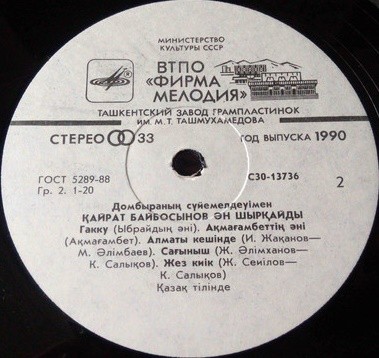 МИНИСТЕРСТВО
КУЛЬТУРЫ СССР
ВТПО
«ФИРМА
МЕЛОДИЯ»
ТАШКЕНТСКИЙ ЗАВОД ГРАМПЛАСТИНОК
ИМ. М.Т. ТАШМУХАМЕДОВА
СТЕРЕО 33 ГОД ВЫПУСКА 1990
ГОСТ 5289-88 С30-13736
Гр. 2. 1-20 2
Домбыраның сүйемелдеуімен
ҚАЙРАТ БАЙБОСЫНОВ ӘН ШЫРҚАЙДЫ
Гакку (Ыбрайдың әні). Ақмағамбеттің әні
(Ақмағамбет). Алматы кешінде (И. Жақанов—
М. Әлімбаев). Сағыныш (Ж. Әлімханов—
К. Салықов). Жез киік (Ж. Сейілов—
К. Салықов)
Қазақ тілінде